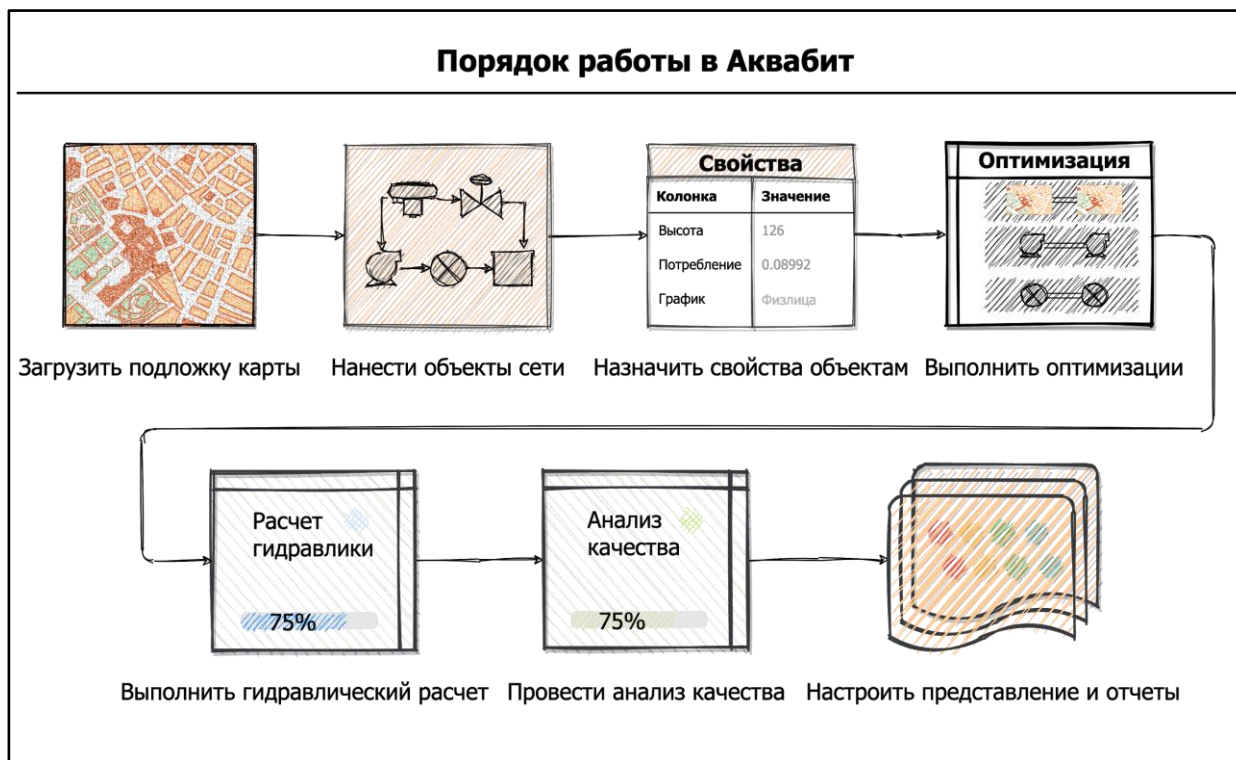 Порядок работы в Аквабит
Свойства
Колонка Значение
Высота 126
Потребление 0.08992
График Физлица
Оптимизация
Загрузить подложку карты
Нанести объекты сети
Назначить свойства объектам
Выполнить оптимизации
Расчет
гидравлики
75%
Анализ
качества
75%
Выполнить гидравлический расчет
Провести анализ качества
Настроить представление и отчеты